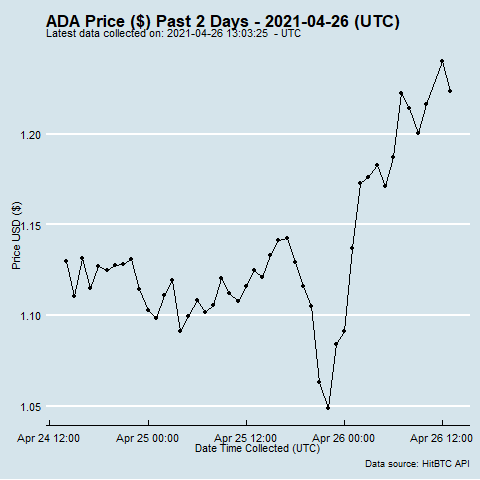 ADA Price ($) Past 2 Days - 2021-04-26 (UTC)
Latest data collected on: 2021-04-26 13:03:25 - UTC
1.20
1.15
1.10
1.05
Price USD ($)
Apr 24 12:00 Apr 25 00:00 Apr 25 12:00 Apr 26 00:00 Apr 26 12:00
Date Time Collected (UTC)
Data source: HitBTC API